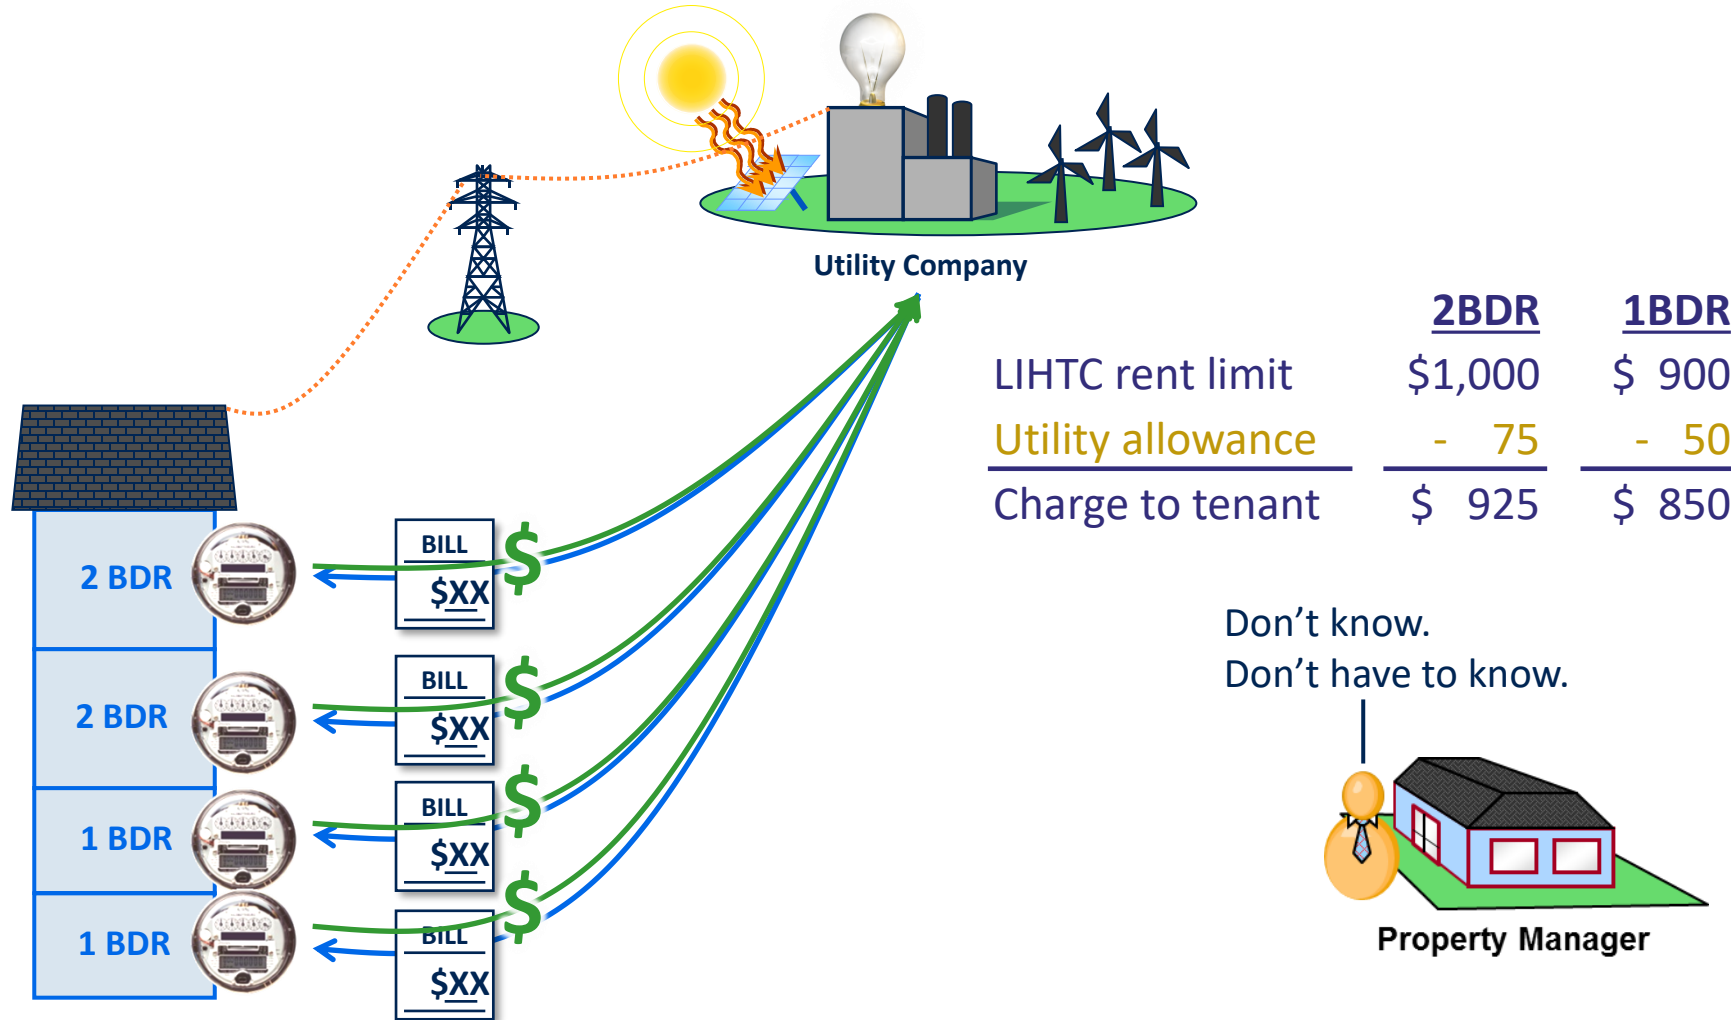 Utility Company
2BDR 1BDR
LIHTC rent limit $1,000 $ 900
Utility allowance - 75 - 50
Charge to tenant $ 925 $ 850
2 BDR
BILL
$XX
$
2 BDR
BILL
$XX
$
1 BDR
BILL
$XX
$
1 BDR
BILL
$XX
$
Don’t know.
Don’t have to know.
Property Manager